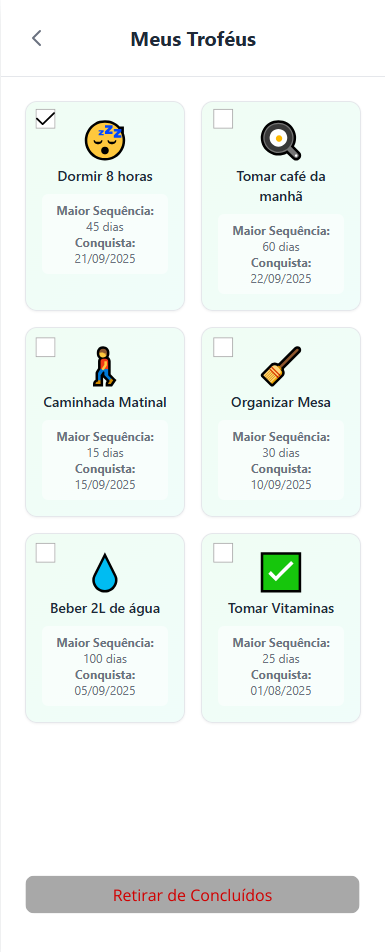 Meus Troféus
Dormir 8 horas
Maior Sequência:
45 dias
Conquista:
21/09/2025
Tomar café da
manhã
Maior Sequência:
60 dias
Conquista:
22/09/2025
Caminhada Matinal
Maior Sequência:
15 dias
Conquista:
15/09/2025
Organizar Mesa
Maior Sequência:
30 dias
Conquista:
10/09/2025
Beber 2L de água
Maior Sequência:
100 dias
Conquista:
05/09/2025
Tomar Vitaminas
Maior Sequência:
25 dias
Conquista:
01/08/2025
Retirar de Concluídos